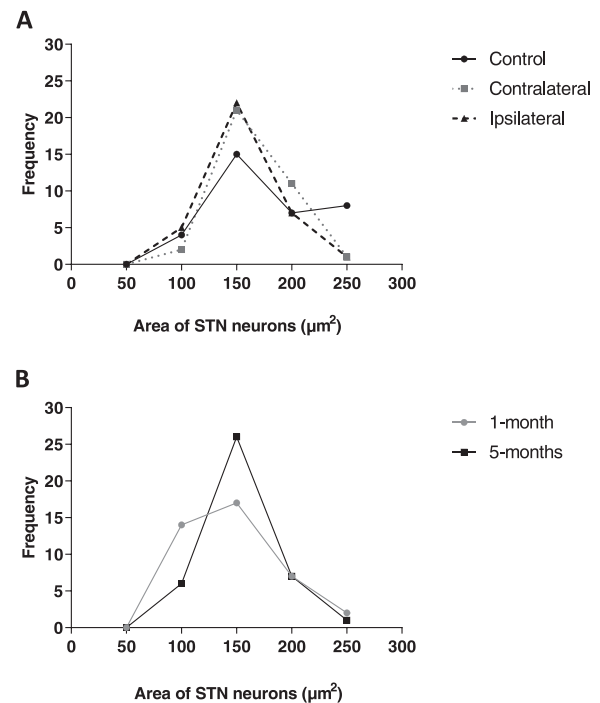 A
30
25
20
15
10
5
0
Frequency
0 50 100 150 200 250 300
Area of STN neurons (µm²)
Control
Contralateral
Ipsilateral
B
30
25
20
15
10
5
0
Frequency
0 50 100 150 200 250 300
Area of STN neurons (µm²)
1-month
5-months